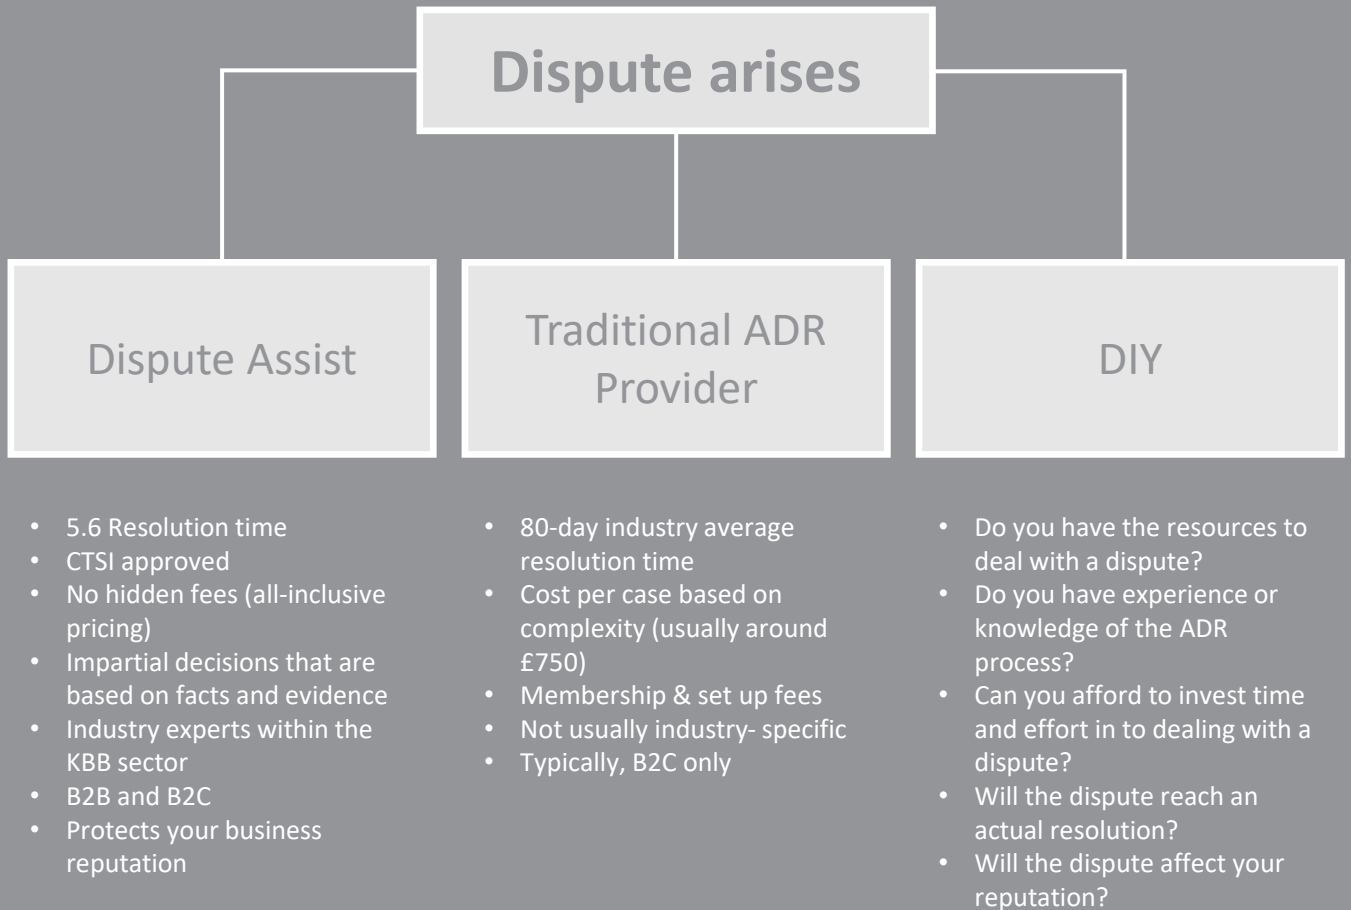 Dispute arises
Dispute Assist
Traditional ADR
Provider
DIY
• 5.6 Resolution time
• CTSI approved
• No hidden fees (all-inclusive
pricing)
• Impartial decisions that are
based on facts and evidence
• Industry experts within the
KBB sector
• B2B and B2C
• Protects your business
reputation
• 80-day industry average
resolution time
• Cost per case based on
complexity (usually around
£750)
• Membership & set up fees
• Not usually industry- specific
• Typically, B2C only
• Do you have the resources to
deal with a dispute?
• Do you have experience or
knowledge of the ADR
process?
• Can you afford to invest time
and effort in to dealing with a
dispute?
• Will the dispute reach an
actual resolution?
• Will the dispute affect your
reputation?